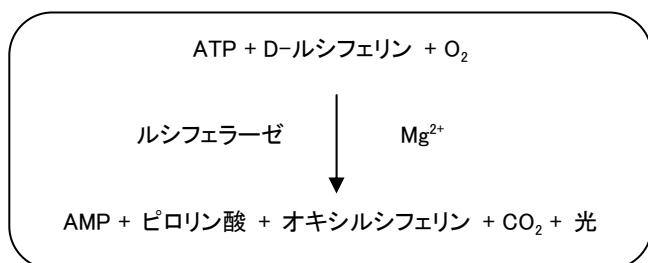 ATP + D-ルシフェリン + O₂
ルシフェラーゼ Mg²⁺
AMP + ピロリン酸 + オキシルシフェリン + CO₂ + 光